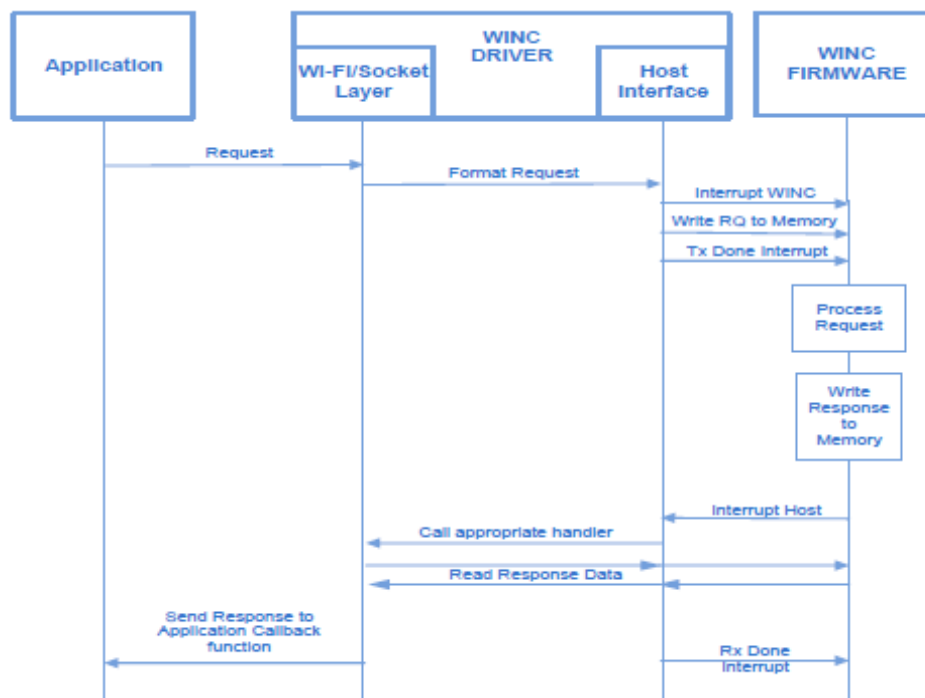 Application
WINC
DRIVER
WI-FI/Socket
Layer
Host
Interface
WINC
FIRMWARE
Request
Format Request
Interrupt WINC
Write RQ to Memory
Tx Done Interrupt
Process
Request
Write
Response
to
Memory
Interrupt Host
Call appropriate handler
Read Response Data
Send Response to
Application Callback
function
Rx Done
Interrupt